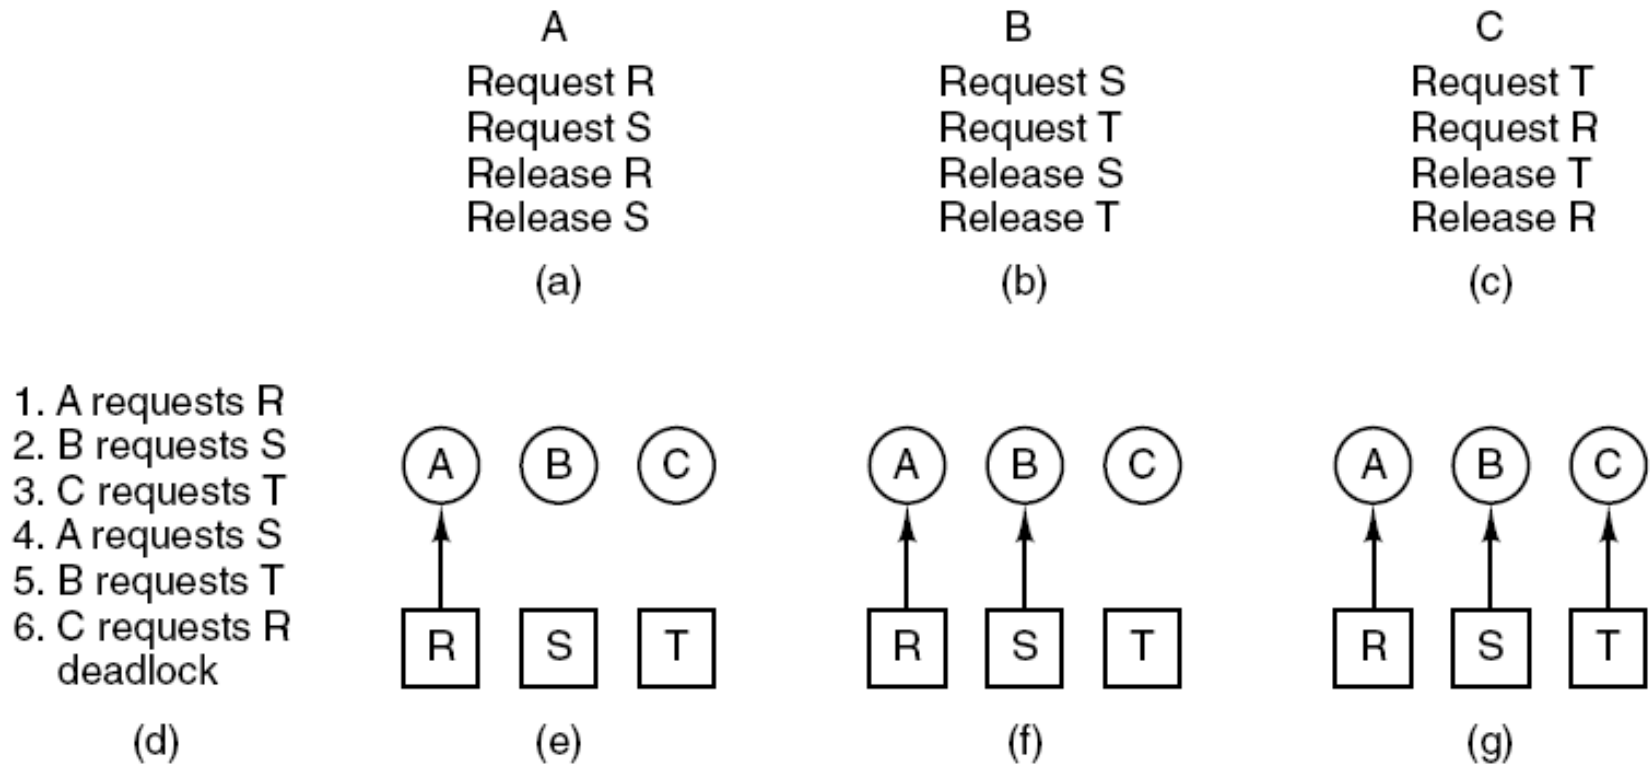 A
Request R
Request S
Release R
Release S
(a)
B
Request S
Request T
Release S
Release T
(b)
C
Request T
Request R
Release T
Release R
(c)
1. A requests R
2. B requests S
3. C requests T
4. A requests S
5. B requests T
6. C requests R
deadlock
(d)
A B C
R S T
(e)
A B C
R S T
(f)
A B C
R S T
(g)